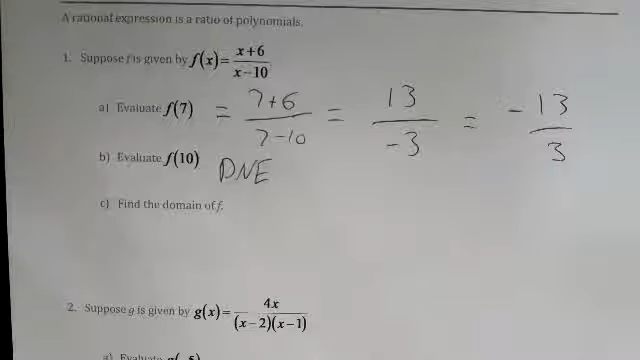 A rational expression is a ratio of polynomials.
1. Suppose f is given by f(x)= (x+6)/(x−10)
a) Evaluate f(7) = (7+6)/(7−10) = 13/(−3) = −13/3
b) Evaluate f(10) DNE
c) Find the domain of f.
2. Suppose g is given by g(x)= 4x/((x−2)(x−1))
a) Evaluate